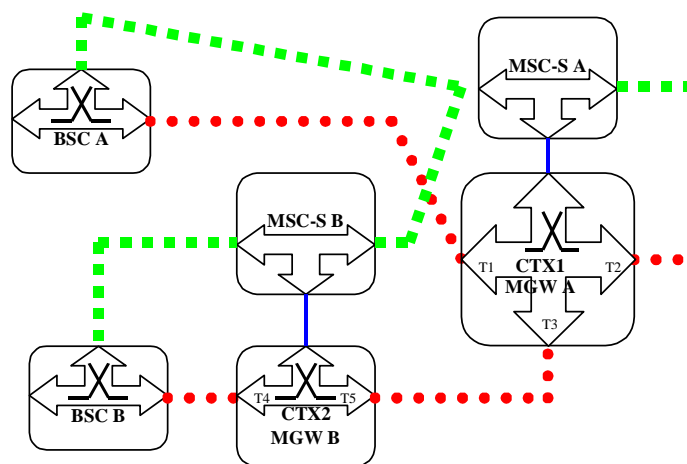 MSC-S A
BSC A
MSC-S B
T1
CTX1
T2
MGW A
T3
BSC B
T4
CTX2
T5
MGW B